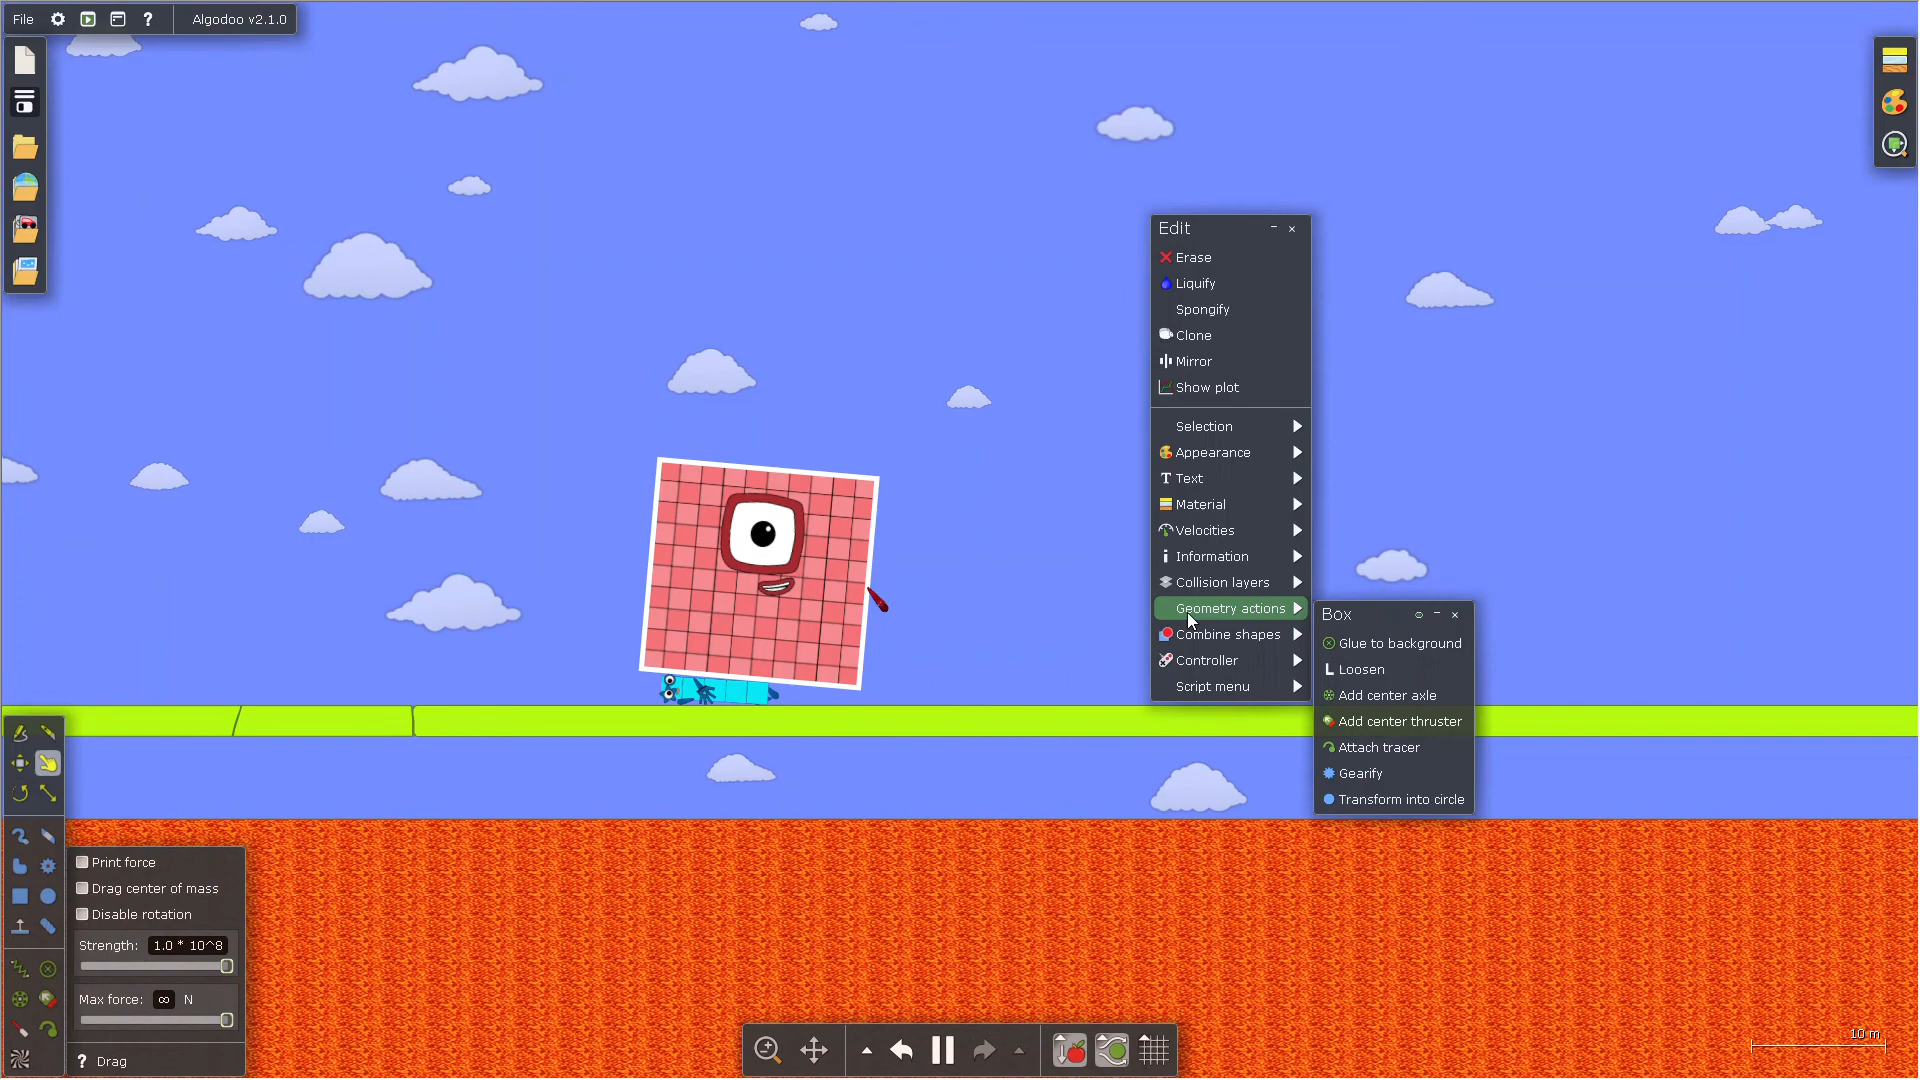 File
? Algodoo v2.1.0
Edit
Erase
Liquify
Spongify
Clone
Mirror
Show plot
Selection
Appearance
Text
Material
Velocities
Information
Collision layers
Geometry actions
Combine shapes
Controller
Script menu
Box
Glue to background
Loosen
Add center axle
Add center thruster
Attach tracer
Gearify
Transform into circle
Print force
Drag center of mass
Disable rotation
Strength: 1.0 * 10^8
Max force: ∞ N
? Drag
10 m